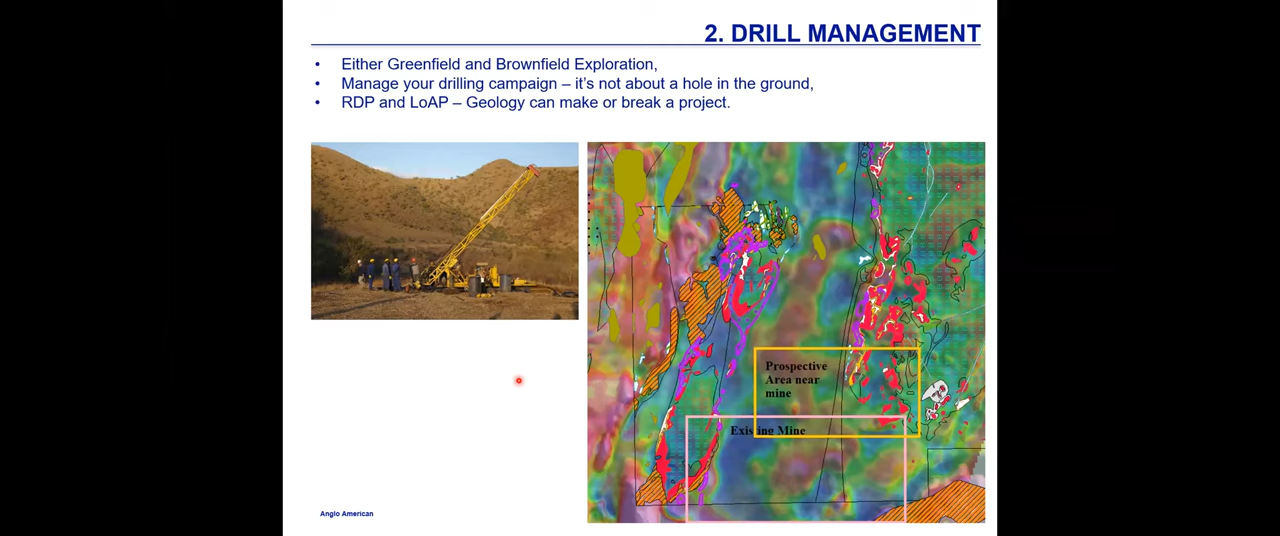 2. DRILL MANAGEMENT
• Either Greenfield and Brownfield Exploration,
• Manage your drilling campaign – it's not about a hole in the ground,
• RDP and LoAP – Geology can make or break a project.
Prospective
Area near
mine
Existing Mine
Anglo American